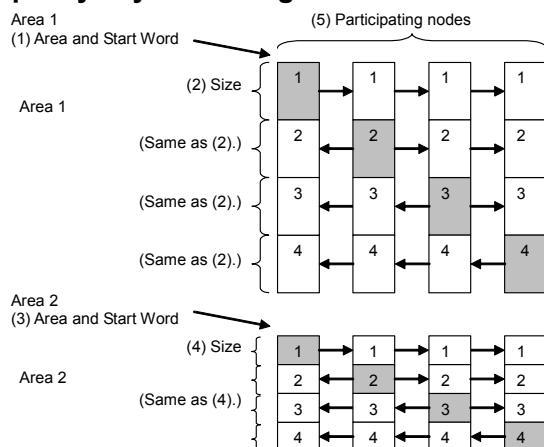 Area 1
(5) Participating nodes
(1) Area and Start Word
(2) Size
1 1 1 1
Area 1
(Same as (2).)
2 2 2 2
(Same as (2).)
3 3 3 3
(Same as (2).)
4 4 4 4
Area 2
(3) Area and Start Word
(4) Size
1 1 1 1
Area 2
2 2 2 2
(Same as (4).)
3 3 3 3
4 4 4 4